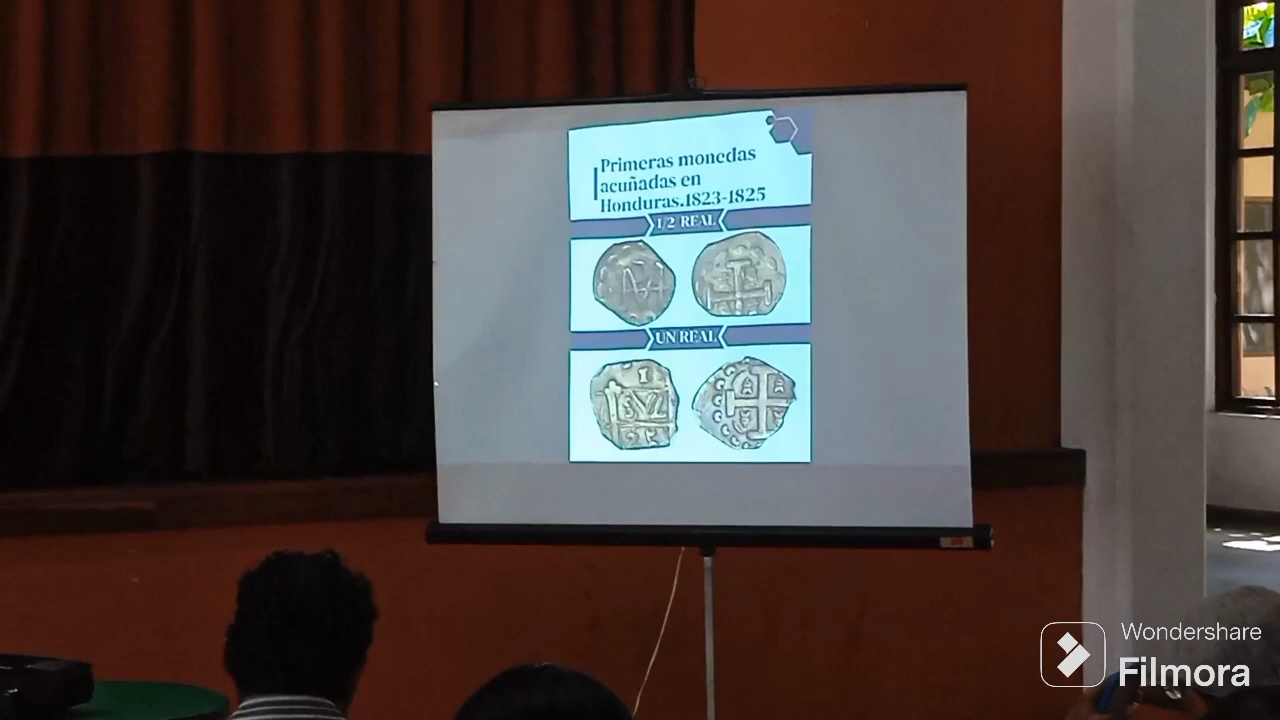 Primeras monedas
acuñadas en
Honduras.1823-1825
1/2 REAL
UN REAL
Wondershare
Filmora